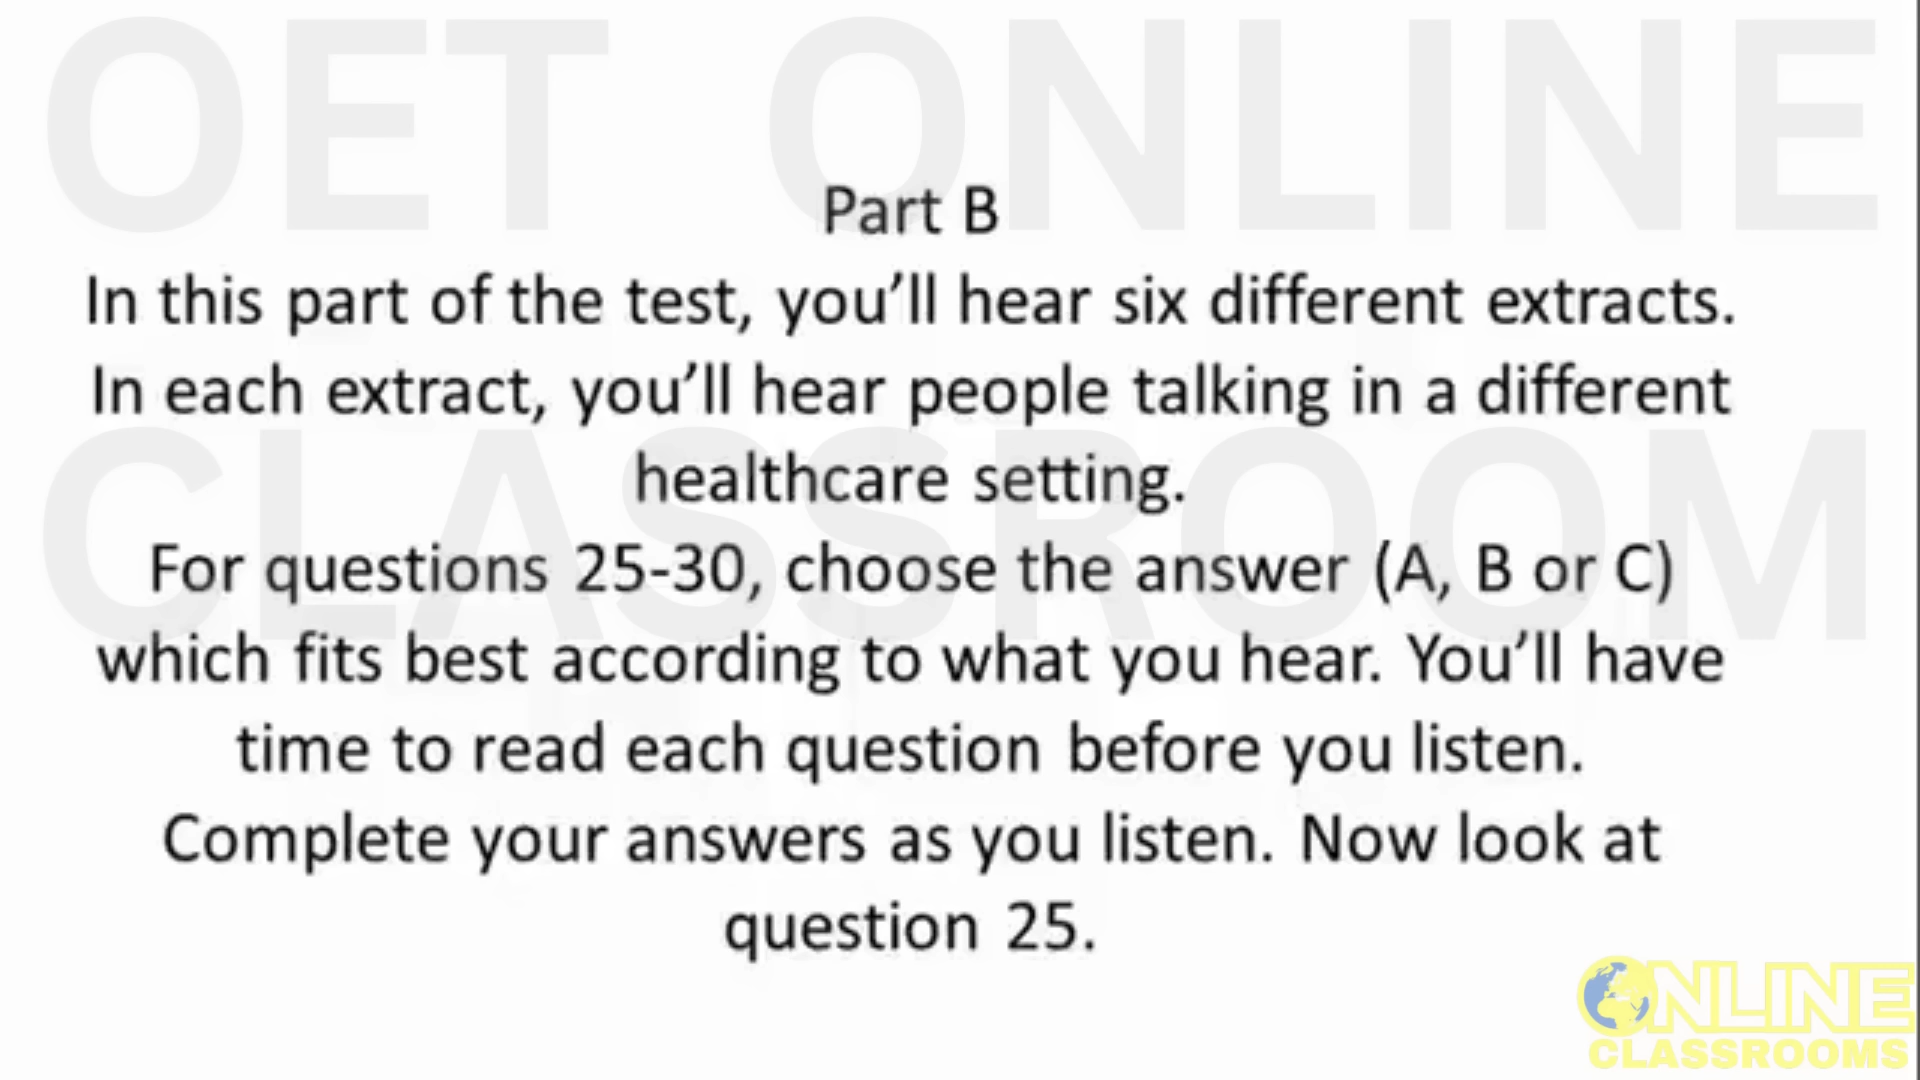 OET ONLINE
CLASSROOM
Part B
In this part of the test, you’ll hear six different extracts.
In each extract, you’ll hear people talking in a different
healthcare setting.
For questions 25-30, choose the answer (A, B or C)
which fits best according to what you hear. You’ll have
time to read each question before you listen.
Complete your answers as you listen. Now look at
question 25.
ONLINE
CLASSROOMS